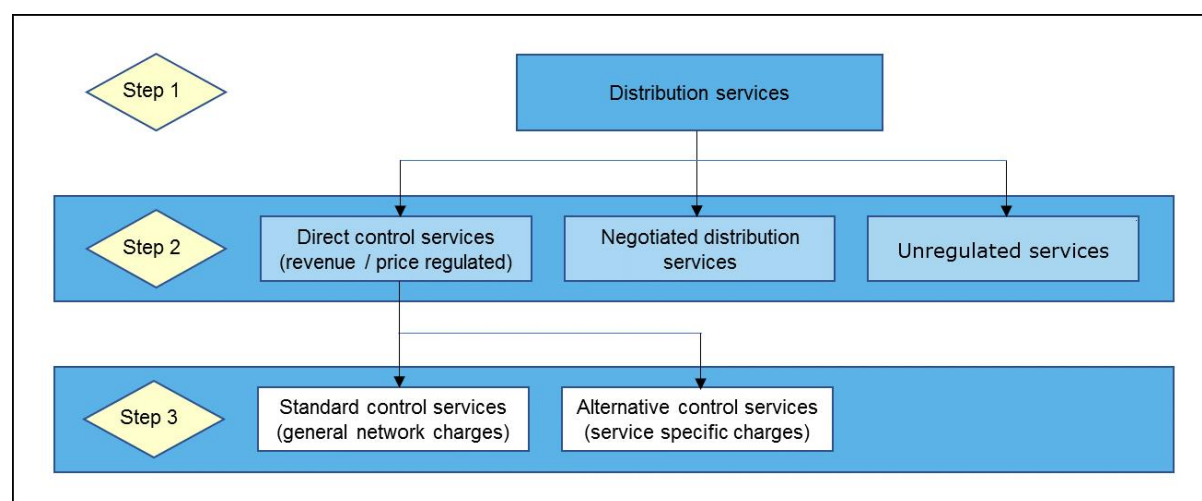 Step 1
Distribution services
Step 2
Direct control services
(revenue / price regulated)
Negotiated distribution
services
Unregulated services
Step 3
Standard control services
(general network charges)
Alternative control services
(service specific charges)